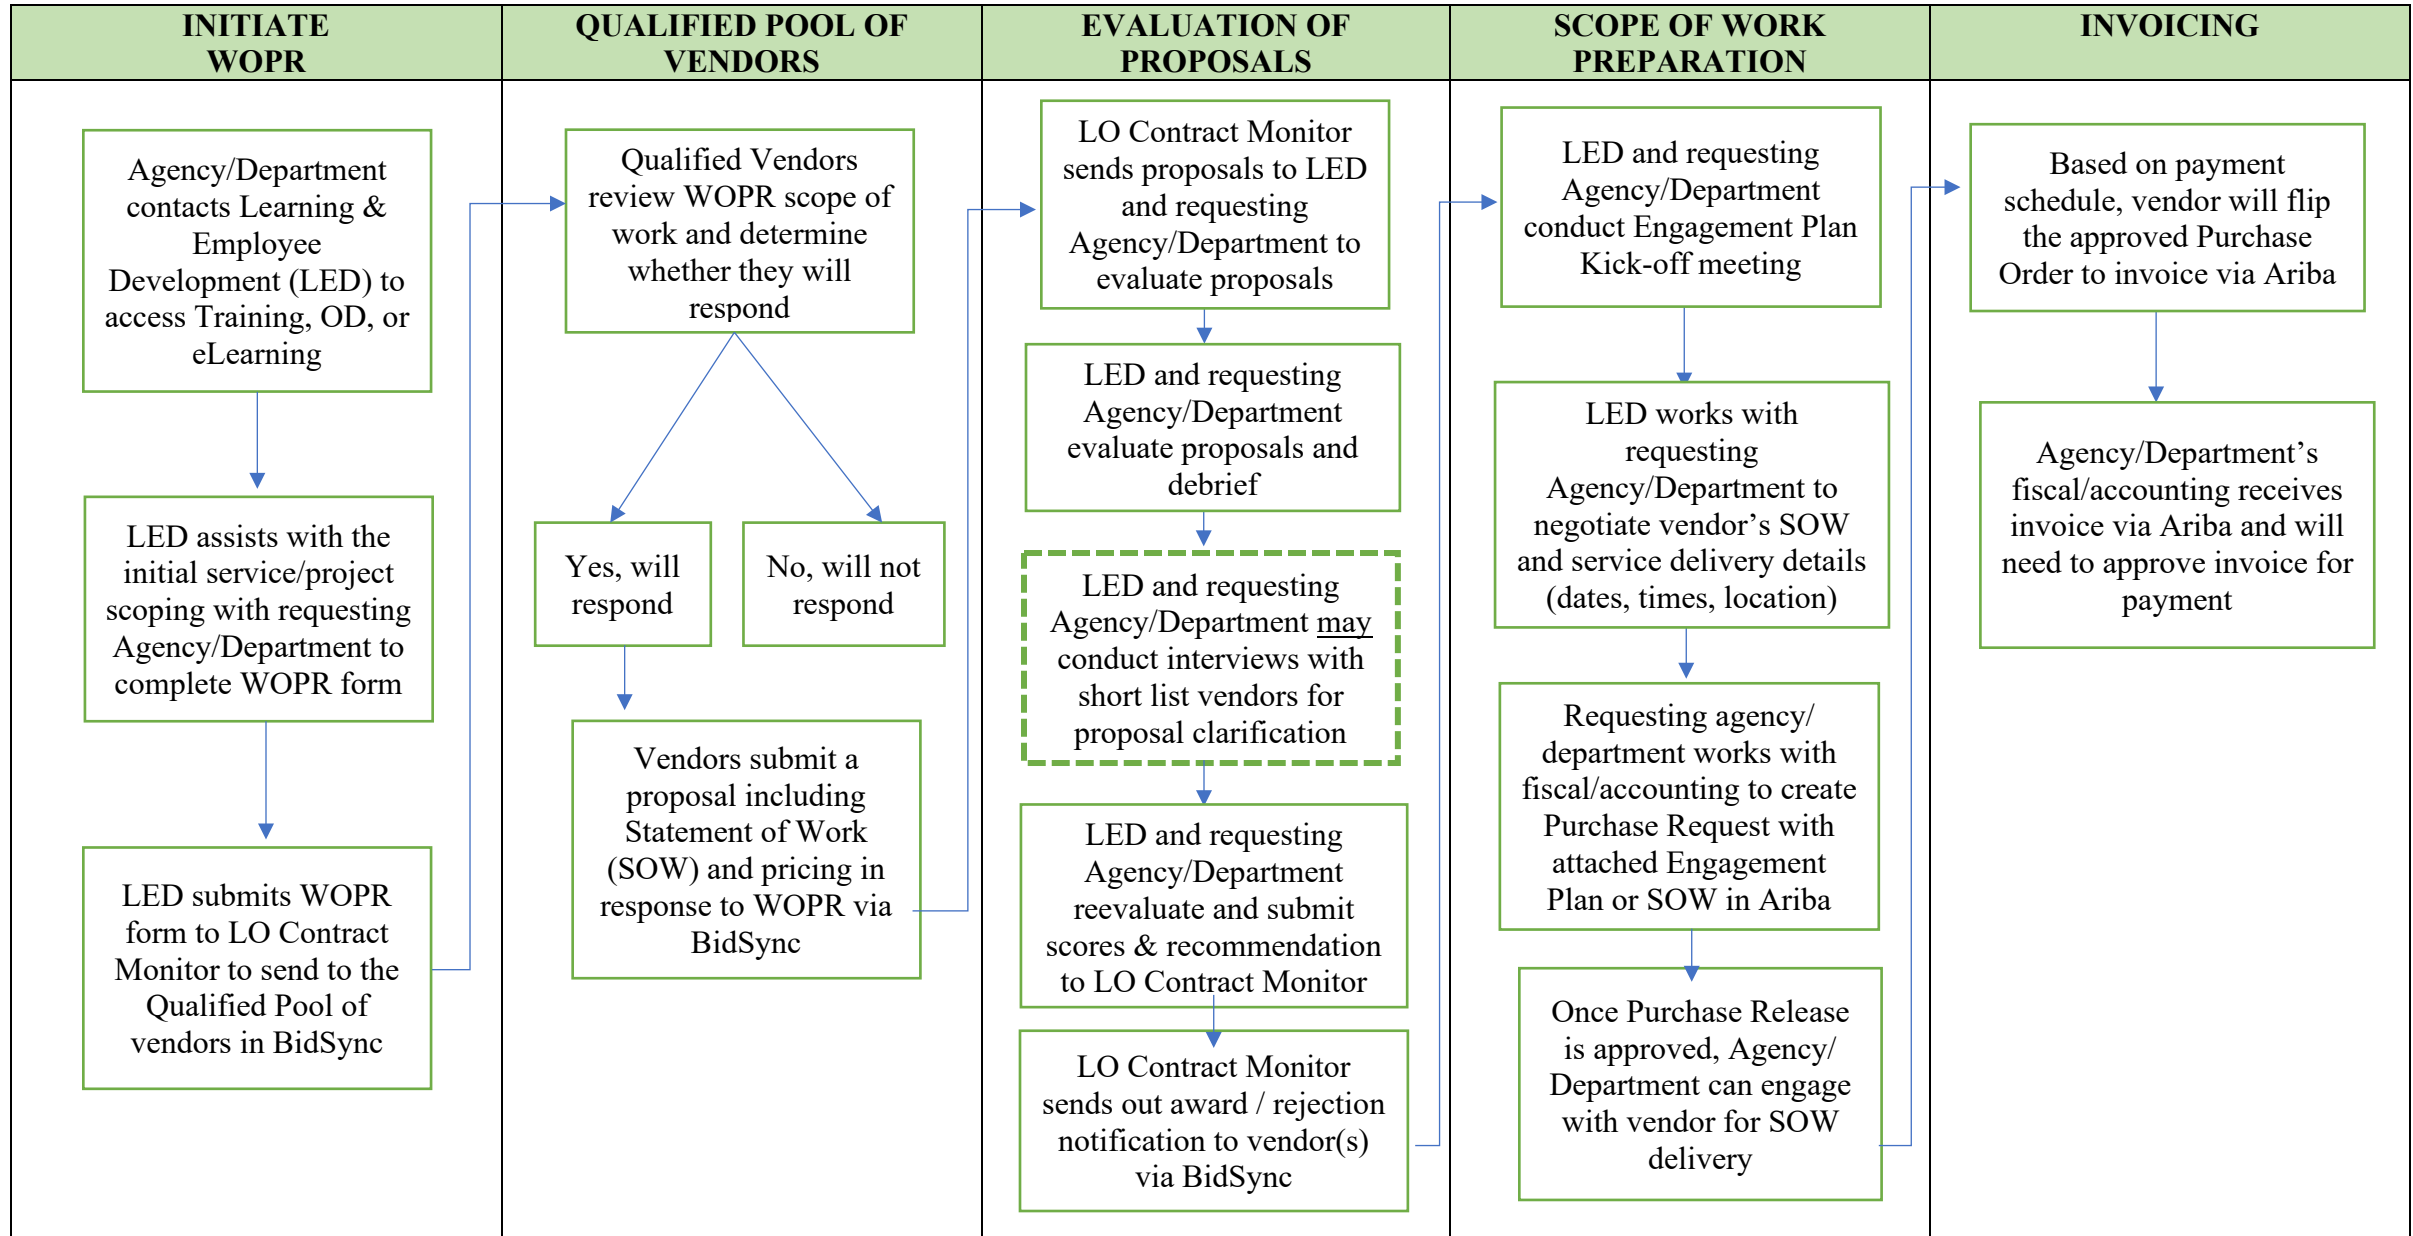 INITIATE
WOPR
QUALIFIED POOL OF
VENDORS
EVALUATION OF
PROPOSALS
SCOPE OF WORK
PREPARATION
INVOICING
Agency/Department
contacts Learning &
Employee
Development (LED) to
access Training, OD, or
eLearning
LED assists with the
initial service/project
scoping with requesting
Agency/Department to
complete WOPR form
LED submits WOPR
form to LO Contract
Monitor to send to the
Qualified Pool of
vendors in BidSync
Qualified Vendors
review WOPR scope of
work and determine
whether they will
respond
Yes, will
respond
No, will not
respond
Vendors submit a
proposal including
Statement of Work
(SOW) and pricing in
response to WOPR via
BidSync
LO Contract Monitor
sends proposals to LED
and requesting
Agency/Department to
evaluate proposals
LED and requesting
Agency/Department
evaluate proposals and
debrief
LED and requesting
Agency/Department may
conduct interviews with
short list vendors for
proposal clarification
LED and requesting
Agency/Department
reevaluate and submit
scores & recommendation
to LO Contract Monitor
LO Contract Monitor
sends out award / rejection
notification to vendor(s)
via BidSync
LED and requesting
Agency/Department
conduct Engagement Plan
Kick-off meeting
LED works with
requesting
Agency/Department to
negotiate vendor’s SOW
and service delivery details
(dates, times, location)
Requesting agency/
department works with
fiscal/accounting to create
Purchase Request with
attached Engagement
Plan or SOW in Ariba
Once Purchase Release
is approved, Agency/
Department can engage
with vendor for SOW
delivery
Based on payment
schedule, vendor will flip
the approved Purchase
Order to invoice via Ariba
Agency/Department’s
fiscal/accounting receives
invoice via Ariba and will
need to approve invoice for
payment